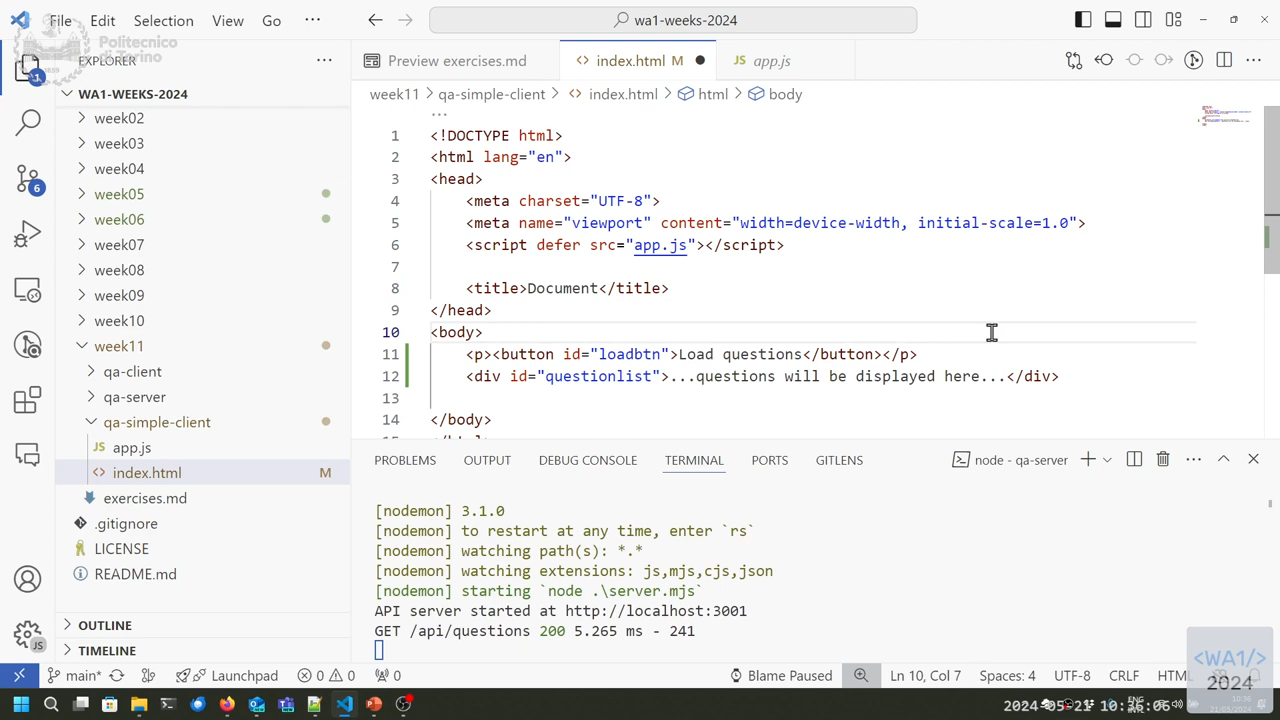 File Edit Selection View Go ··· wa1-weeks-2024
Politecnico
di Torino
EXPLORER ···
1
Preview exercises.md
index.html M
app.js
WA1-WEEKS-2024
week11 > qa-simple-client > index.html > html > body
week02
week03
week04
week05
week06
week07
week08
week09
week10
week11
qa-client
qa-server
qa-simple-client
app.js
index.html M
exercises.md
.gitignore
LICENSE
README.md
OUTLINE
TIMELINE
6
JS
1 <!DOCTYPE html>
2 <html lang="en">
3 <head>
4 <meta charset="UTF-8">
5 <meta name="viewport" content="width=device-width, initial-scale=1.0">
6 <script defer src="app.js"></script>
7
8 <title>Document</title>
9 </head>
10 <body>
11 <p><button id="loadbtn">Load questions</button></p>
12 <div id="questionlist">...questions will be displayed here...</div>
13
14 </body>
PROBLEMS OUTPUT DEBUG CONSOLE TERMINAL PORTS GITLENS node - qa-server
[nodemon] 3.1.0
[nodemon] to restart at any time, enter `rs`
[nodemon] watching path(s): *.*
[nodemon] watching extensions: js,mjs,cjs,json
[nodemon] starting `node .\server.mjs`
API server started at http://localhost:3001
GET /api/questions 200 5.265 ms - 241
main* Launchpad 0 0 0 Blame Paused Ln 10, Col 7 Spaces: 4 UTF-8 CRLF
<WA1/>
2024